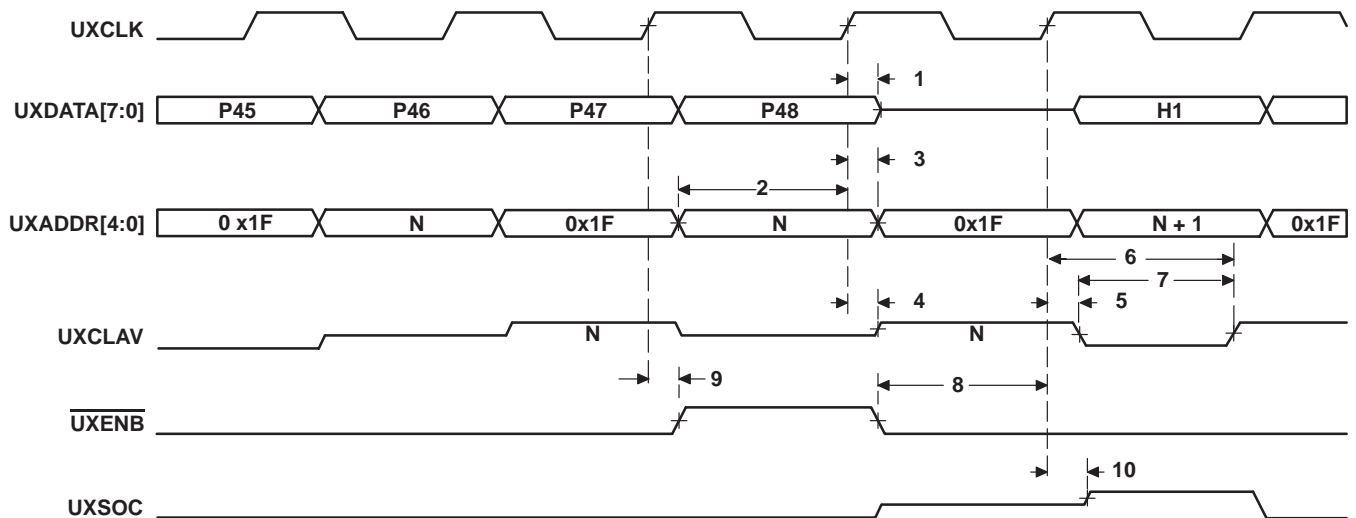 UXCLK
1
UXDATA[7:0] P45 P46 P47 P48 H1
3
2
UXADDR[4:0] 0 x1F N 0x1F N 0x1F N + 1 0x1F
6
7
4 5
UXCLAV N N
9 8
UXENB
10
UXSOC